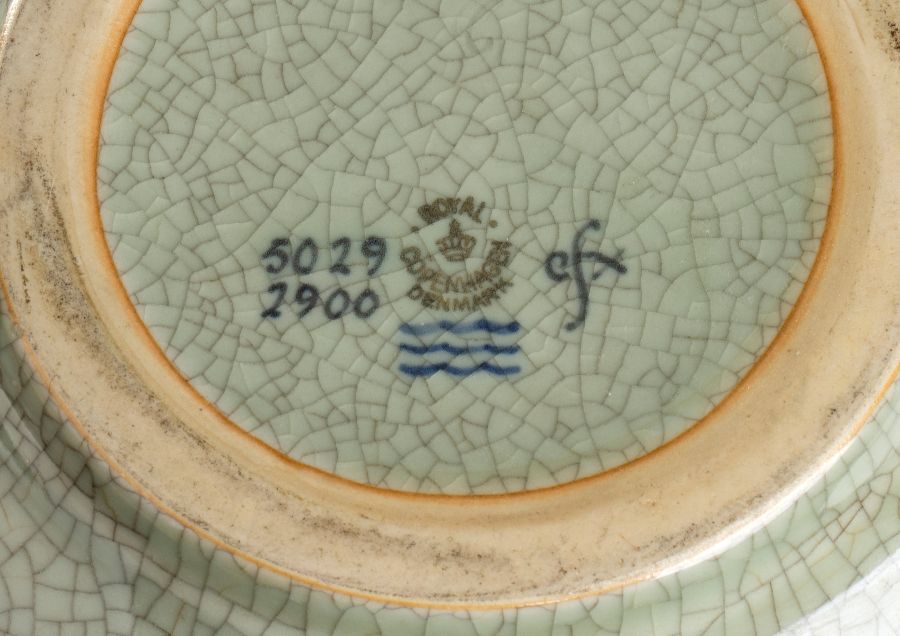 5029
2900
ROYAL
COPENHAGEN
DENMARK